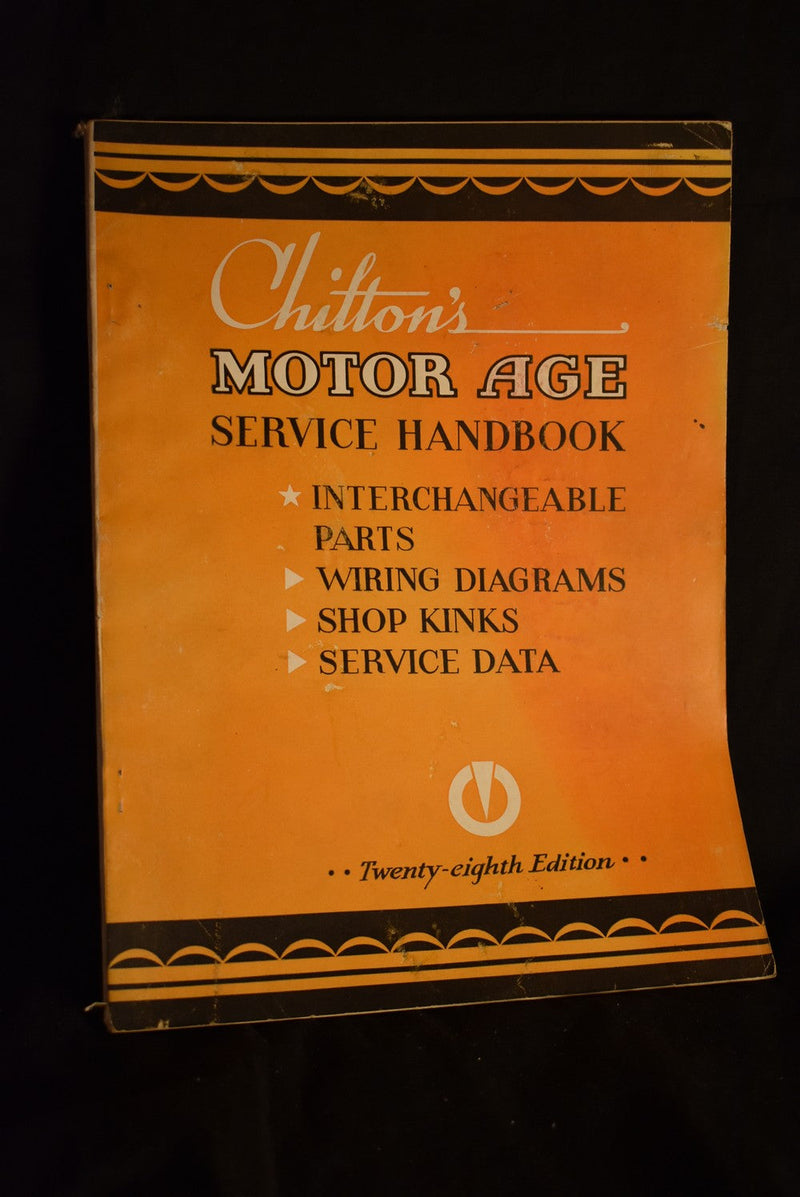 Chilton's
MOTOR AGE
SERVICE HANDBOOK
★ INTERCHANGEABLE
PARTS
▶ WIRING DIAGRAMS
▶ SHOP KINKS
▶ SERVICE DATA
•• Twenty-eighth Edition ••